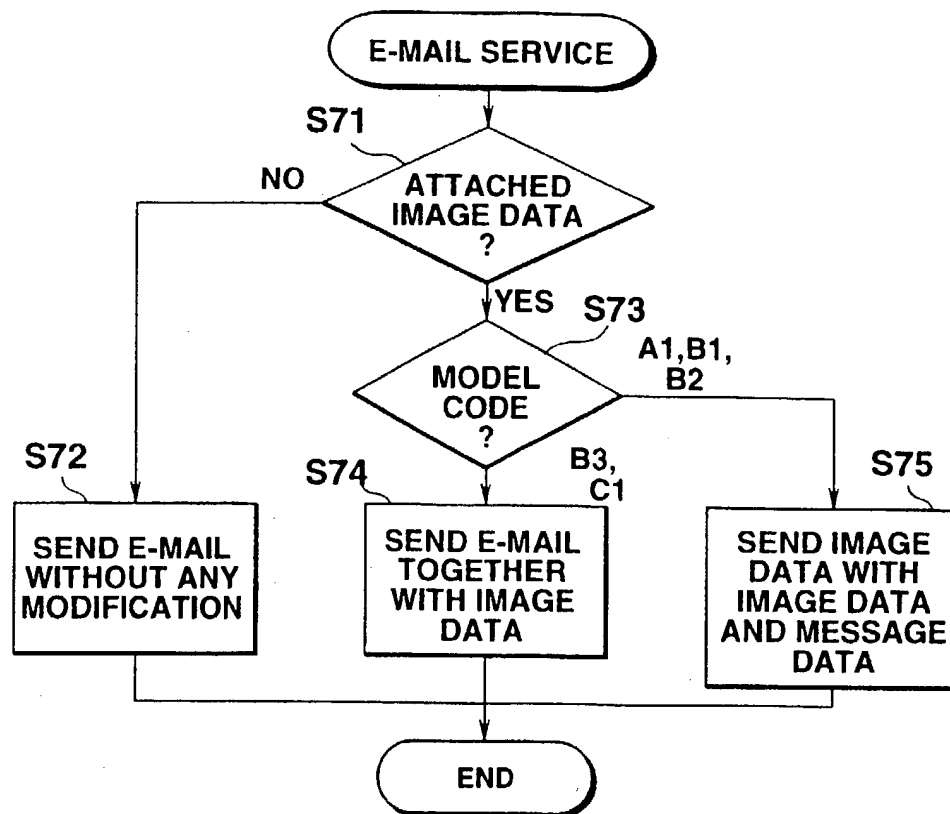 E-MAIL SERVICE
S71
NO
ATTACHED
IMAGE DATA
?
YES
S73
A1,B1,
B2
MODEL
CODE
?
B3,
C1
S72
S74
S75
SEND E-MAIL
WITHOUT ANY
MODIFICATION
SEND E-MAIL
TOGETHER
WITH IMAGE
DATA
SEND IMAGE
DATA WITH
IMAGE DATA
AND MESSAGE
DATA
END